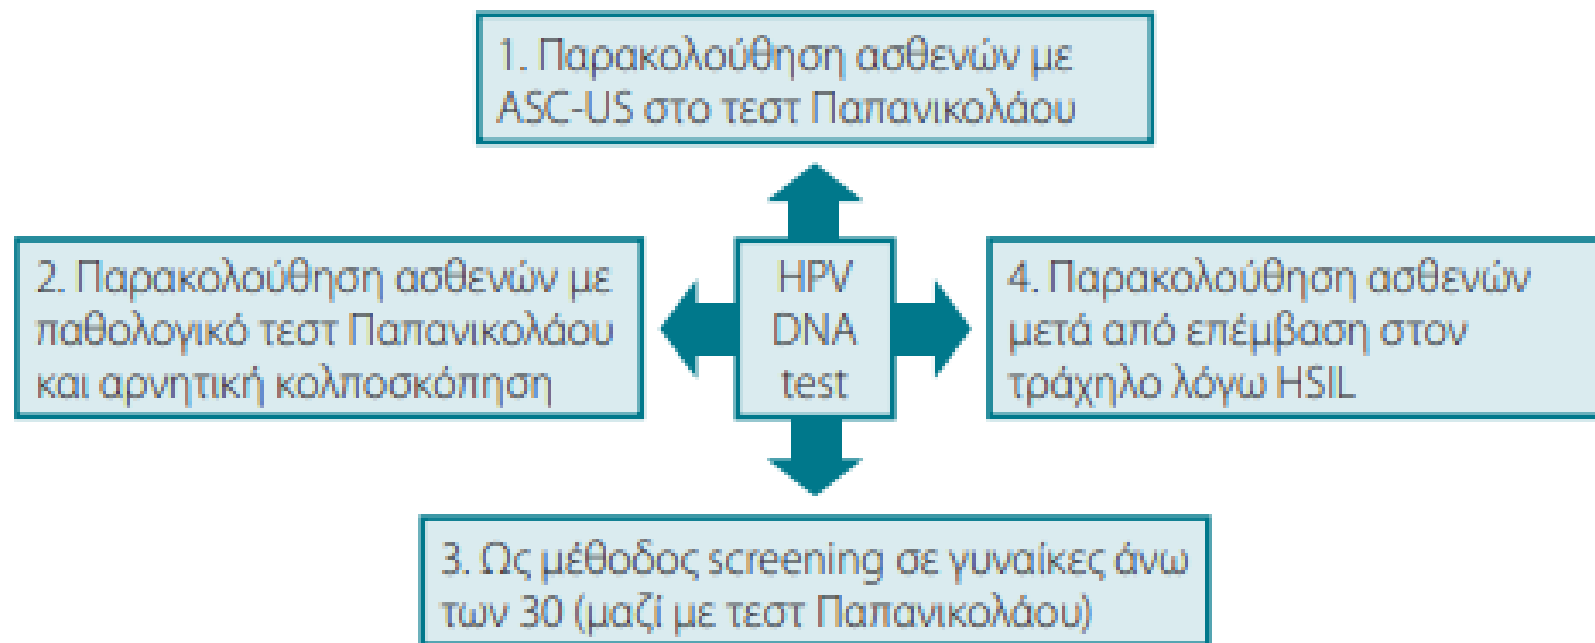 1. Παρακολούθηση ασθενών με
ASC-US στο τεστ Παπανικολάου
2. Παρακολούθηση ασθενών με
παθολογικό τεστ Παπανικολάου
και αρνητική κολποσκόπηση
HPV
DNA
test
4. Παρακολούθηση ασθενών
μετά από επέμβαση στον
τράχηλο λόγω HSIL
3. Ως μέθοδος screening σε γυναίκες άνω
των 30 (μαζί με τεστ Παπανικολάου)